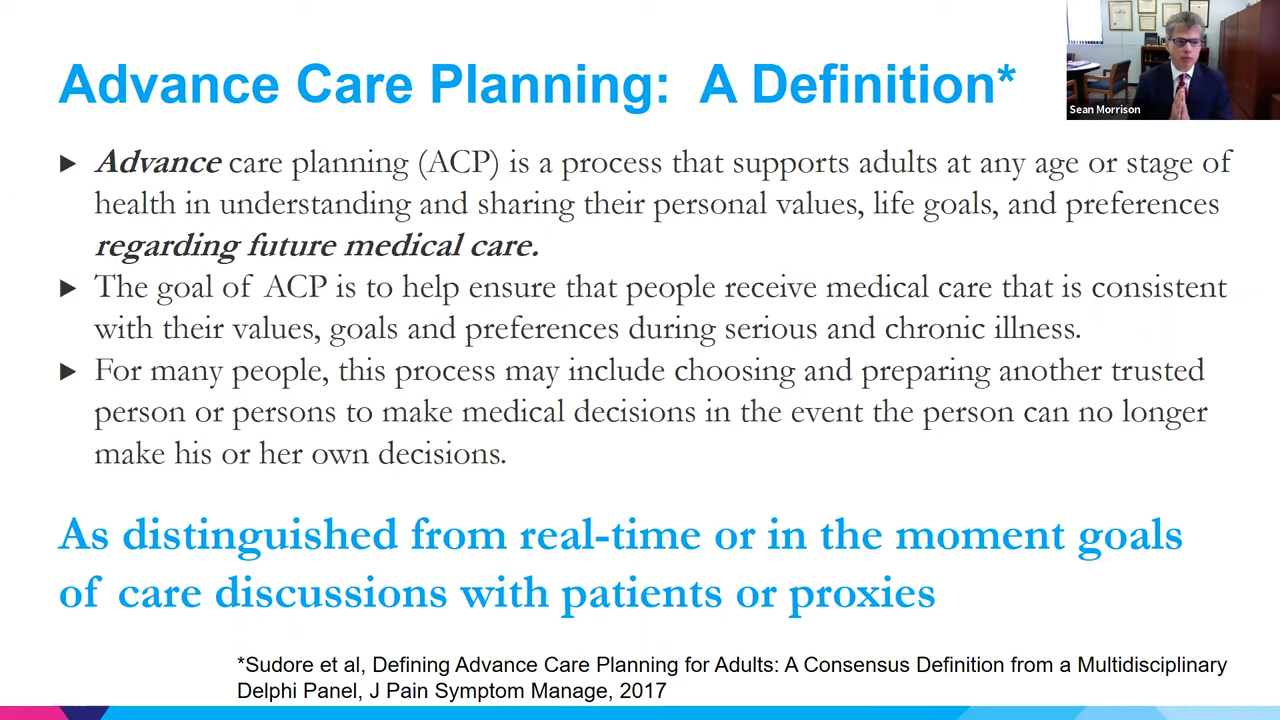 Advance Care Planning: A Definition*
Sean Morrison
Advance care planning (ACP) is a process that supports adults at any age or stage of
health in understanding and sharing their personal values, life goals, and preferences
regarding future medical care.
The goal of ACP is to help ensure that people receive medical care that is consistent
with their values, goals and preferences during serious and chronic illness.
For many people, this process may include choosing and preparing another trusted
person or persons to make medical decisions in the event the person can no longer
make his or her own decisions.
As distinguished from real-time or in the moment goals
of care discussions with patients or proxies
*Sudore et al, Defining Advance Care Planning for Adults: A Consensus Definition from a Multidisciplinary
Delphi Panel, J Pain Symptom Manage, 2017